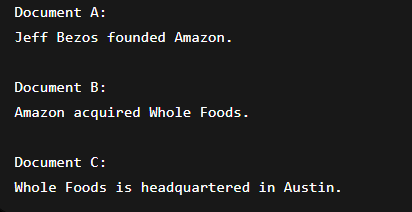 Document A:
Jeff Bezos founded Amazon.
Document B:
Amazon acquired Whole Foods.
Document C:
Whole Foods is headquartered in Austin.